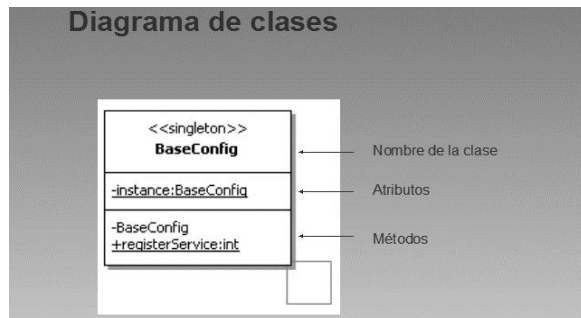 Diagrama de clases
<<singleton>>
BaseConfig
Nombre de la clase
-instance:BaseConfig
Atributos
-BaseConfig
+registerService:int
Métodos